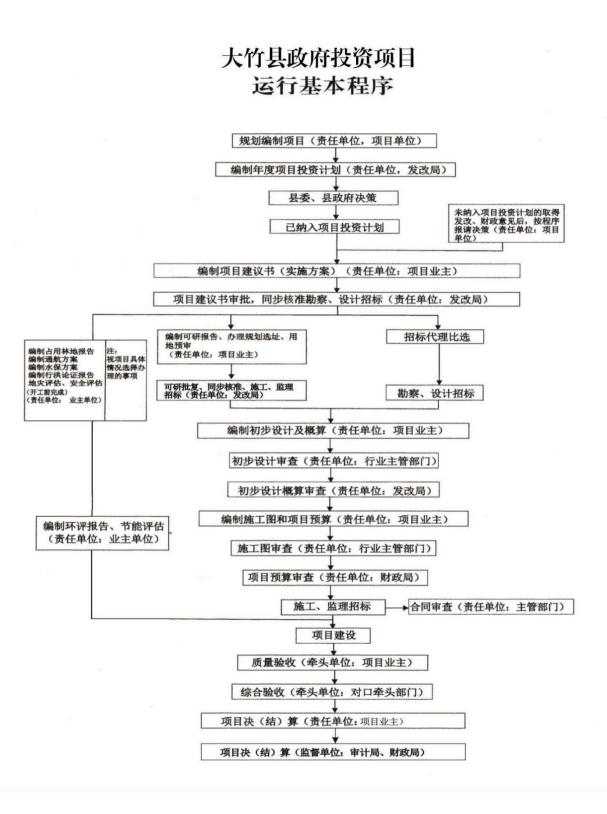 大竹县政府投资项目
运行基本程序
规划编制项目（责任单位，项目单位）
编制年度项目投资计划（责任单位，发改局）
县委、县政府决策
已纳入项目投资计划
未纳入项目投资计划的取得
发改、财政意见后，按程序
报请决策（责任单位：项目
单位）
编制项目建议书（实施方案）（责任单位：项目业主）
项目建议书审批，同步核准勘察、设计招标（责任单位：发改局）
编制占用林地报告
编制通航方案
编制水保方案
编制行洪论证报告
地灾评估、安全评估
（开工前完成）
（责任单位： 业主单位）
注：
视项目具体
情况选择办
理的事项
编制可研报告、办理规划选址、用
地预审
（责任单位：项目业主）
招标代理比选
可研批复、同步核准、施工、监理
招标（责任单位：发改局）
勘察、设计招标
编制初步设计及概算（责任单位：项目业主）
初步设计审查（责任单位：行业主管部门）
初步设计概算审查（责任单位：发改局）
编制施工图和项目预算（责任单位：项目业主）
编制环评报告、节能评估
（责任单位：业主单位）
施工图审查（责任单位：行业主管部门）
项目预算审查（责任单位：财政局）
施工、监理招标
合同审查（责任单位：主管部门）
项目建设
质量验收（牵头单位：项目业主）
综合验收（牵头单位：对口牵头部门）
项目决（结）算（责任单位：项目业主）
项目决（结）算（监督单位：审计局、财政局）